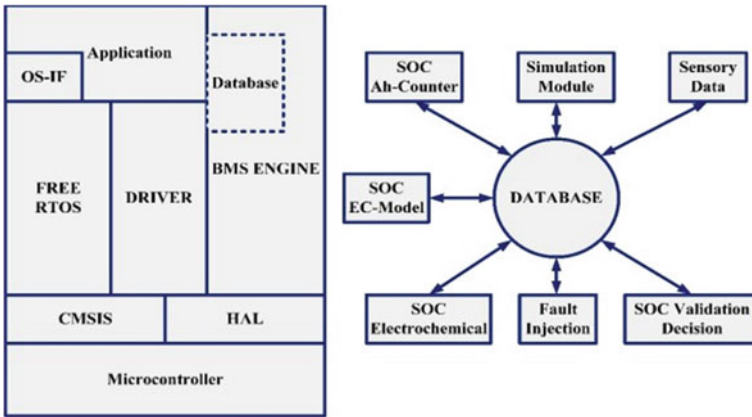 Application
OS-IF
Database
FREE
RTOS
DRIVER
BMS ENGINE
CMSIS
HAL
Microcontroller
SOC
Ah-Counter
Simulation
Module
Sensory
Data
SOC
EC-Model
DATABASE
SOC
Electrochemical
Fault
Injection
SOC Validation
Decision